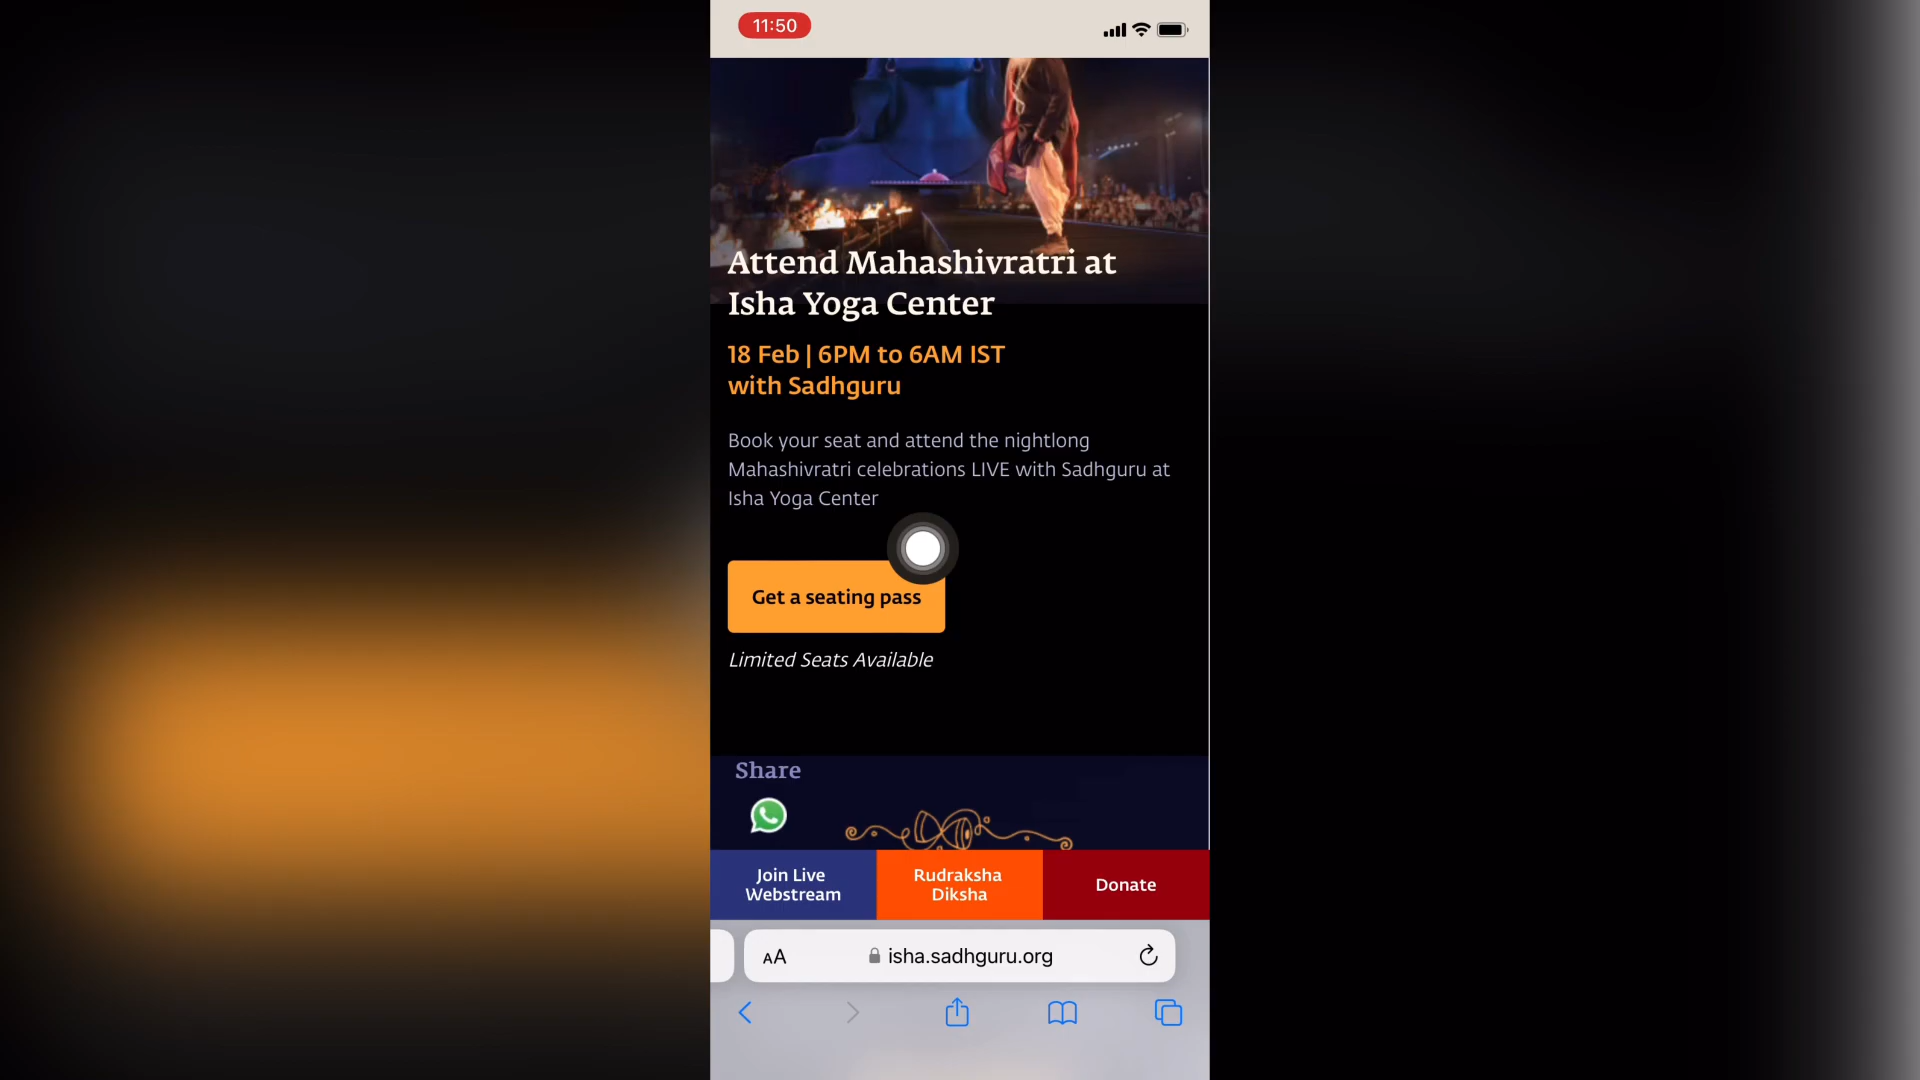 11:50
Attend Mahashivratri at
Isha Yoga Center
18 Feb | 6PM to 6AM IST
with Sadhguru
Book your seat and attend the nightlong
Mahashivratri celebrations LIVE with Sadhguru at
Isha Yoga Center
Get a seating pass
Limited Seats Available
Share
Join Live
Webstream
Rudraksha
Diksha
Donate
AA
isha.sadhguru.org